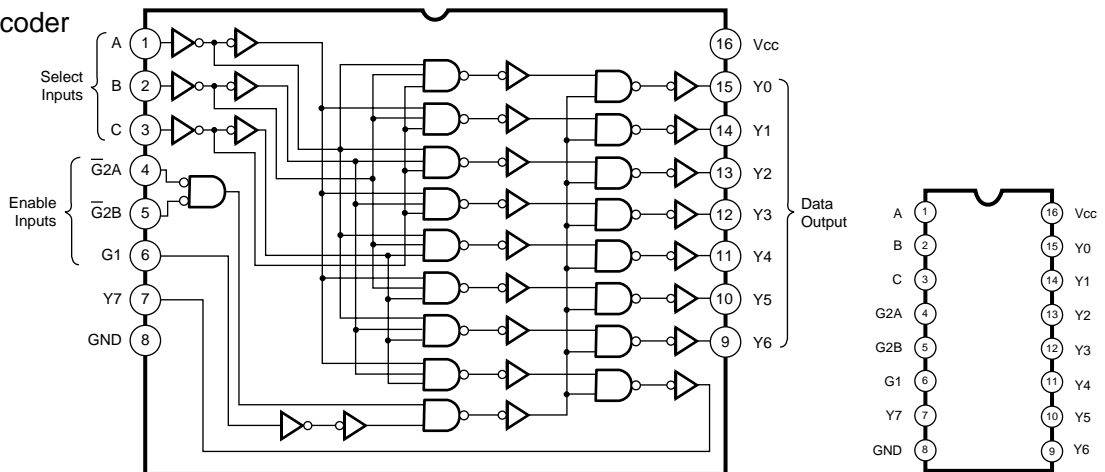 coder
A 1
B 2
C 3
G̅2A 4
G̅2B 5
G1 6
Y7 7
GND 8
Select
Inputs
Enable
Inputs
16 Vcc
15 Y0
14 Y1
13 Y2
12 Y3
11 Y4
10 Y5
9 Y6
Data
Output
A 1
B 2
C 3
G2A 4
G2B 5
G1 6
Y7 7
GND 8
16 Vcc
15 Y0
14 Y1
13 Y2
12 Y3
11 Y4
10 Y5
9 Y6